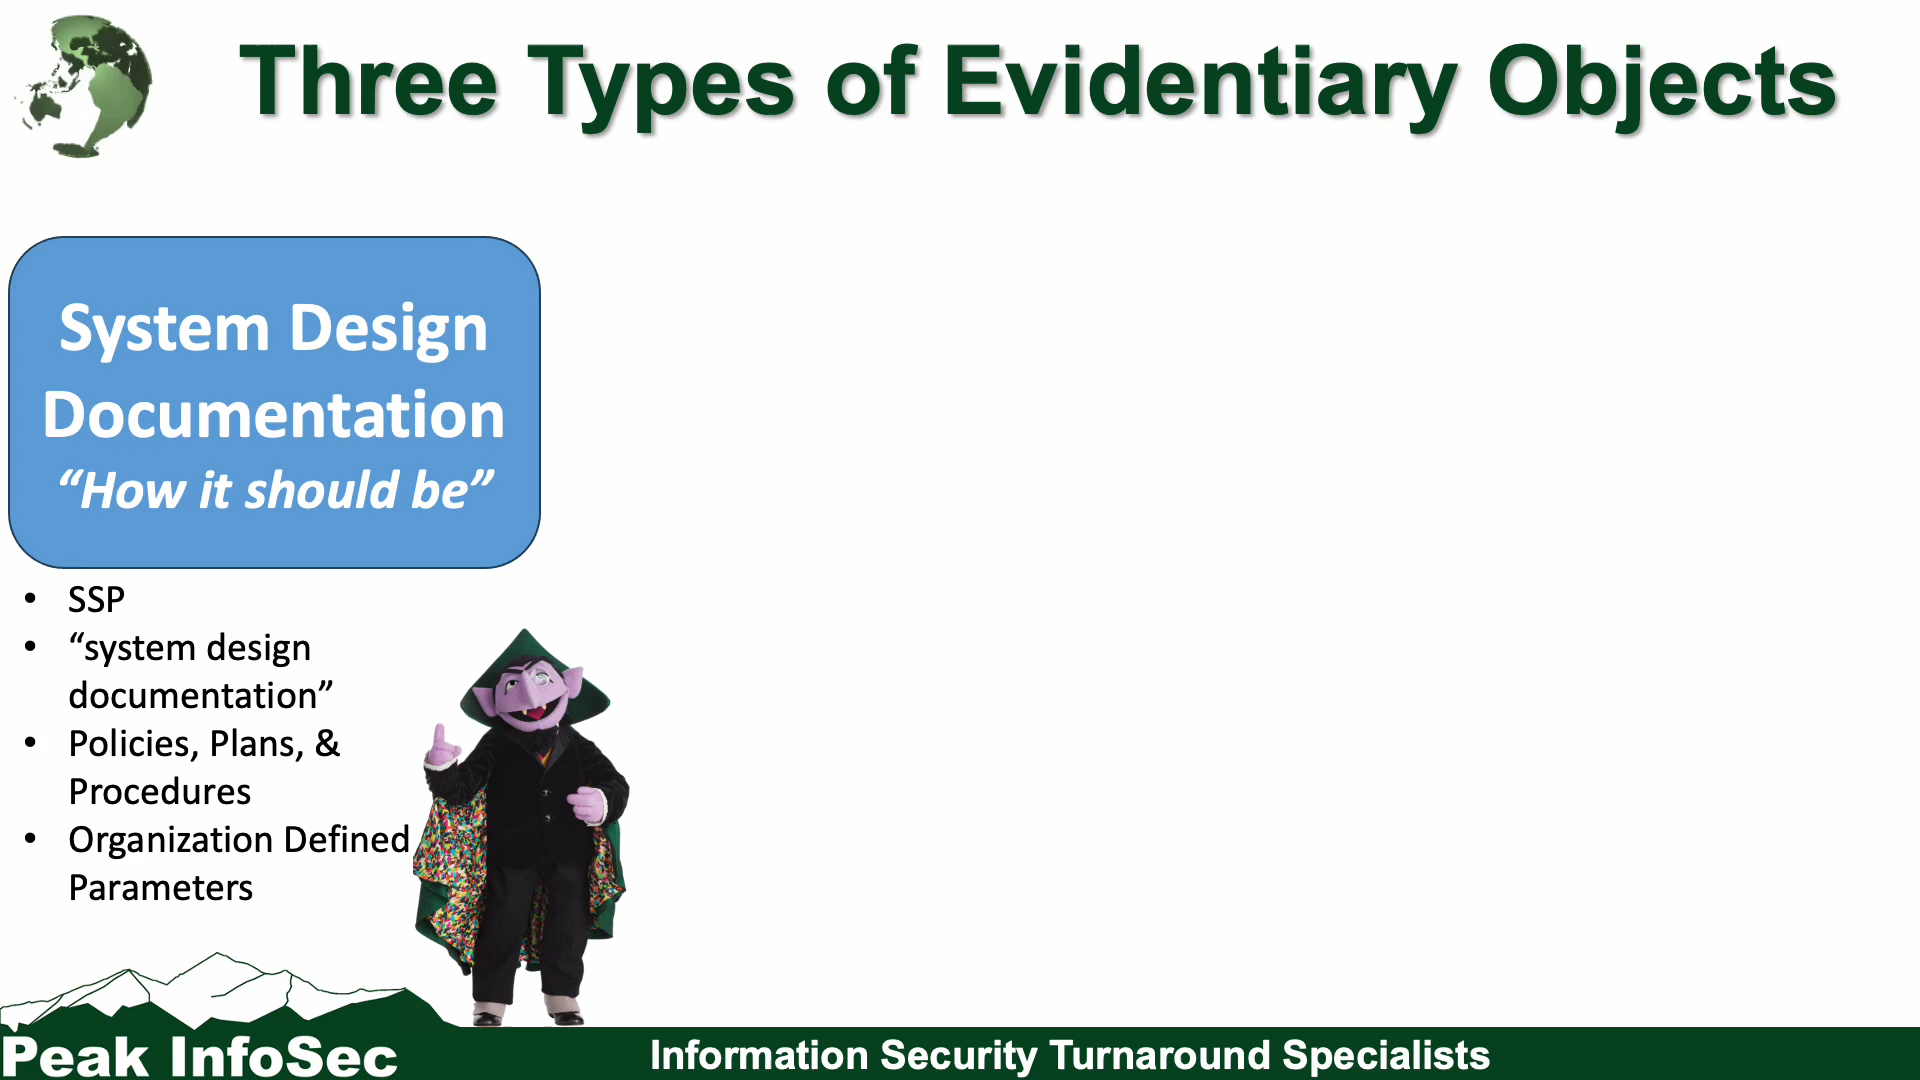 Three Types of Evidentiary Objects
System Design
Documentation
“How it should be”
• SSP
• “system design
documentation”
• Policies, Plans, &
Procedures
• Organization Defined
Parameters
Peak InfoSec
Information Security Turnaround Specialists